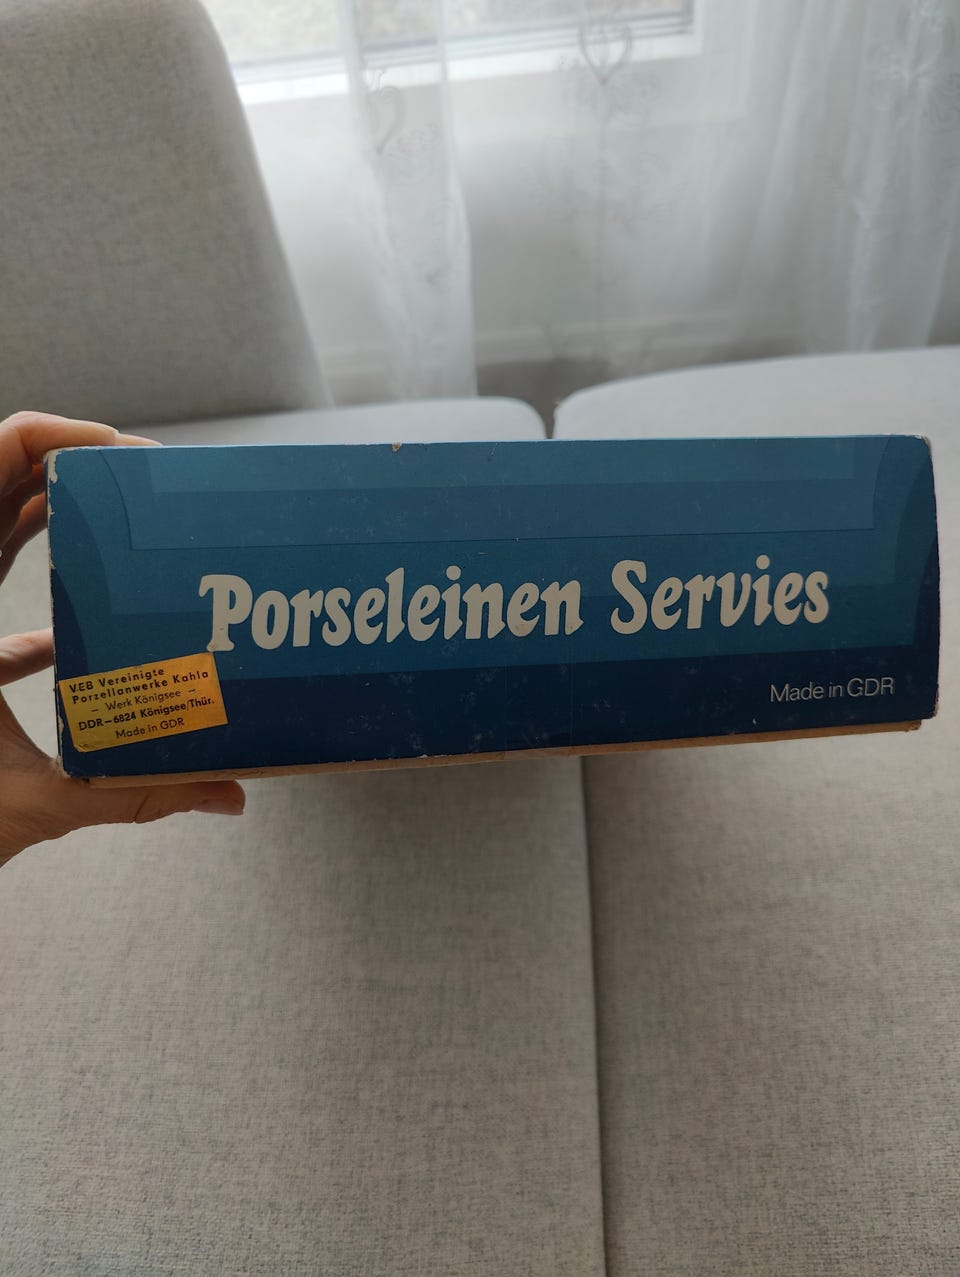 Porseleinen Servies
Made in GDR
VEB Vereinigte
Porzellanwerke Kahla
– Werk Königsee –
DDR–6824 Königsee/Thür.
Made in GDR